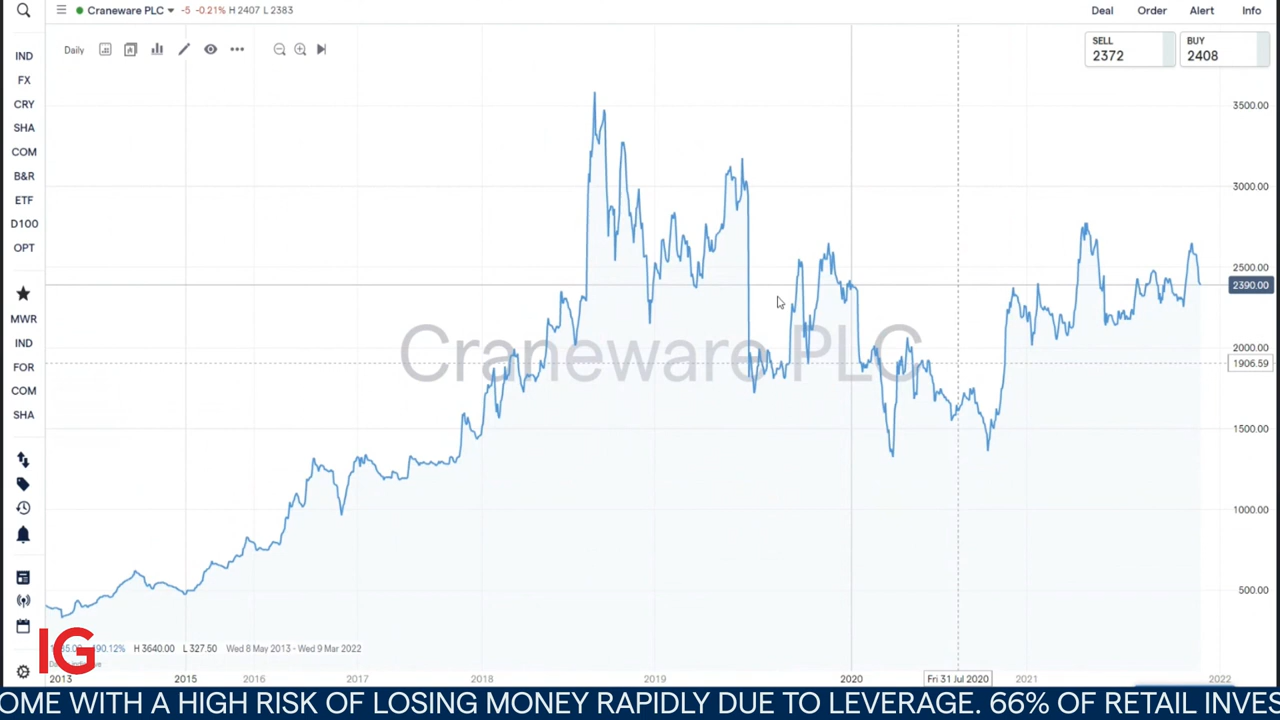 Craneware PLC -5 -0.21% H 2407 L 2383
Deal Order Alert Info
Daily
SELL
2372
BUY
2408
IND
FX
CRY
SHA
COM
B&R
ETF
D100
OPT
MWR
IND
FOR
COM
SHA
3500.00
3000.00
2500.00
2390.00
2000.00
1906.59
1500.00
1000.00
500.00
Craneware PLC
H 3640.00 L 327.50 Wed 8 May 2013 - Wed 9 Mar 2022
IG
2013 2015 2016 2017 2018 2019 2020 Fri 31 Jul 2020 2021 2022
OME WITH A HIGH RISK OF LOSING MONEY RAPIDLY DUE TO LEVERAGE. 66% OF RETAIL INVES